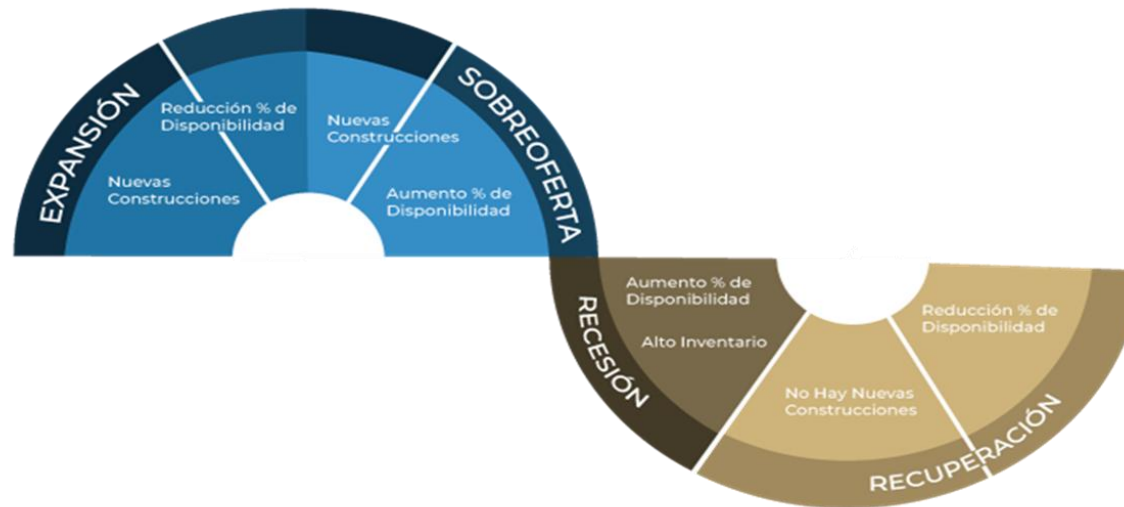 EXPANSIÓN
Reducción % de
Disponibilidad
Nuevas
Construcciones
SOBREOFERTA
Nuevas
Construcciones
Aumento % de
Disponibilidad
RECESIÓN
Aumento % de
Disponibilidad
Alto Inventario
No Hay Nuevas
Construcciones
Reducción % de
Disponibilidad
RECUPERACIÓN